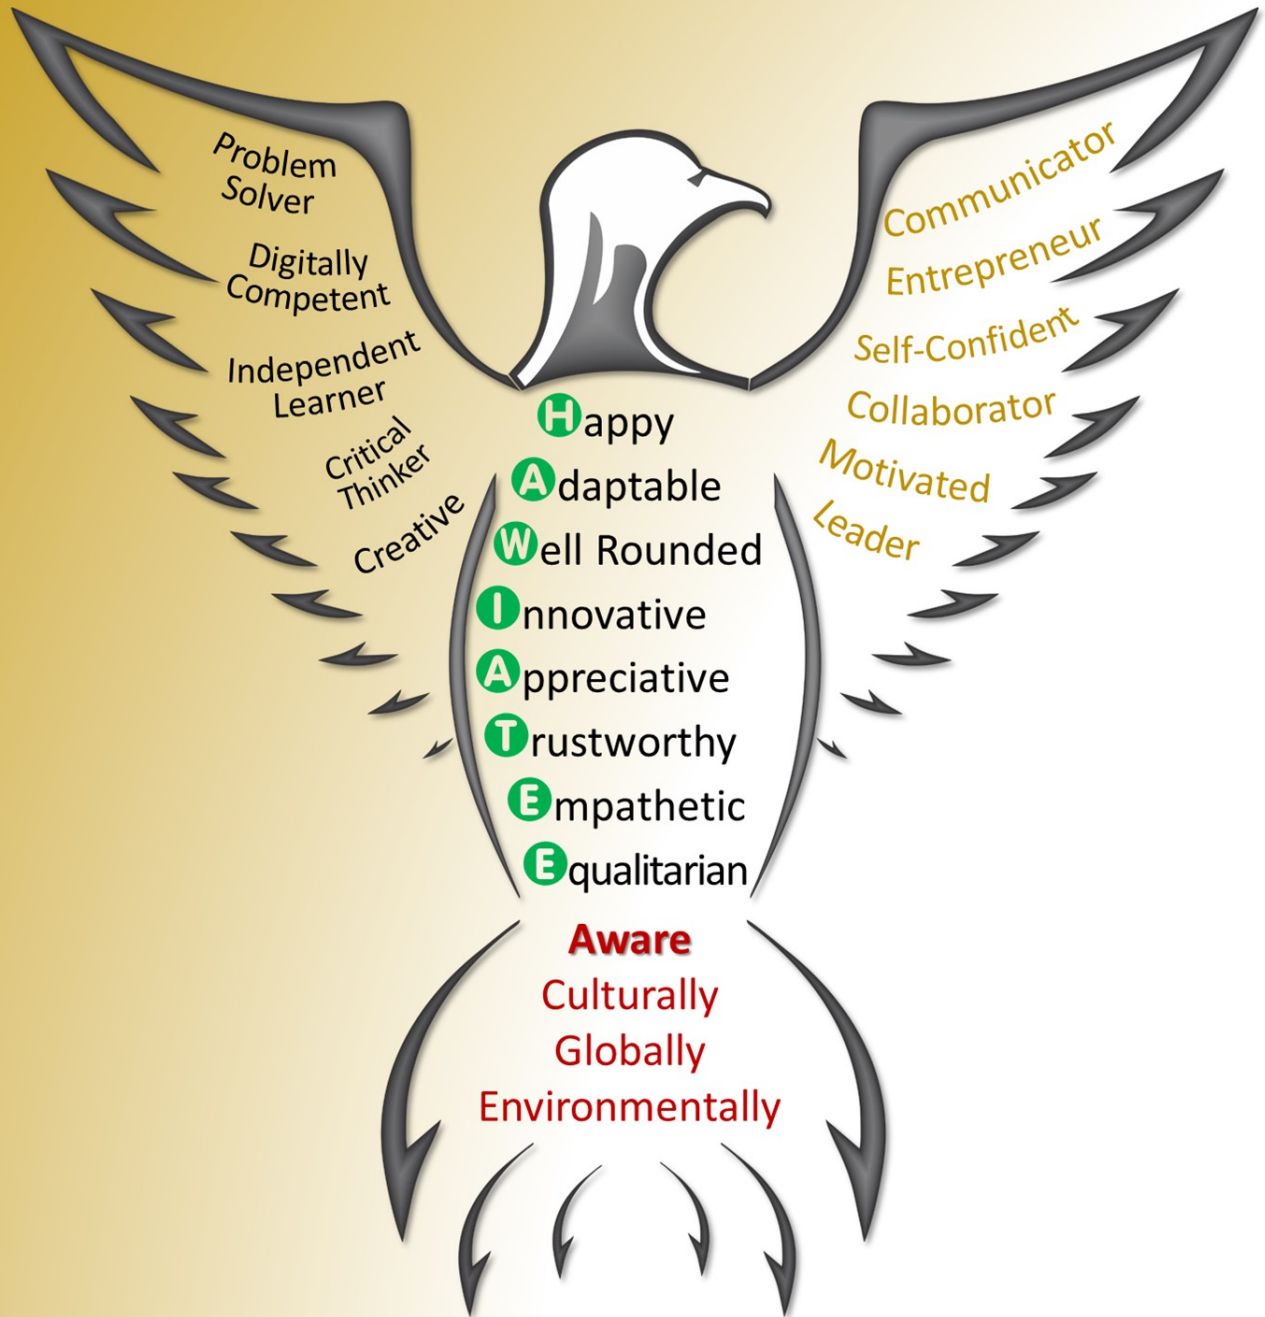 Problem
Solver
Digitally
Competent
Independent
Learner
Critical
Thinker
Creative
Communicator
Entrepreneur
Self-Confident
Collaborator
Motivated
Leader
Happy
Adaptable
Well Rounded
Innovative
Appreciative
Trustworthy
Empathetic
Equalitarian
Aware
Culturally
Globally
Environmentally